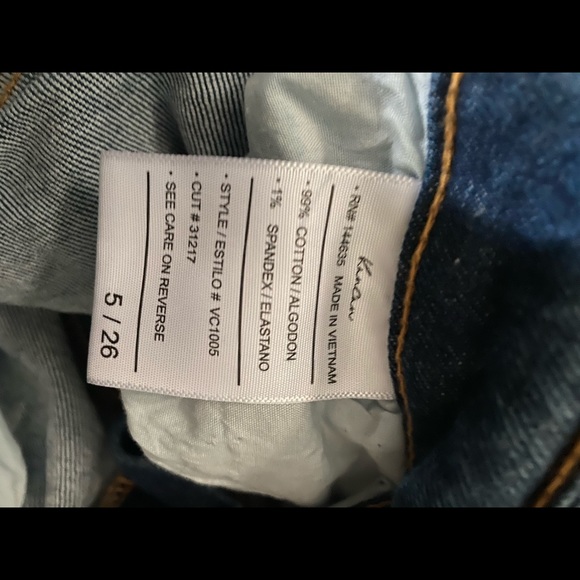 • RN# 144635 MADE IN VIETNAM
• 99% COTTON / ALGODON
• 1% SPANDEX / ELASTANO
• STYLE / ESTILO # VC1005
• CUT # 31217
• SEE CARE ON REVERSE
5 / 26